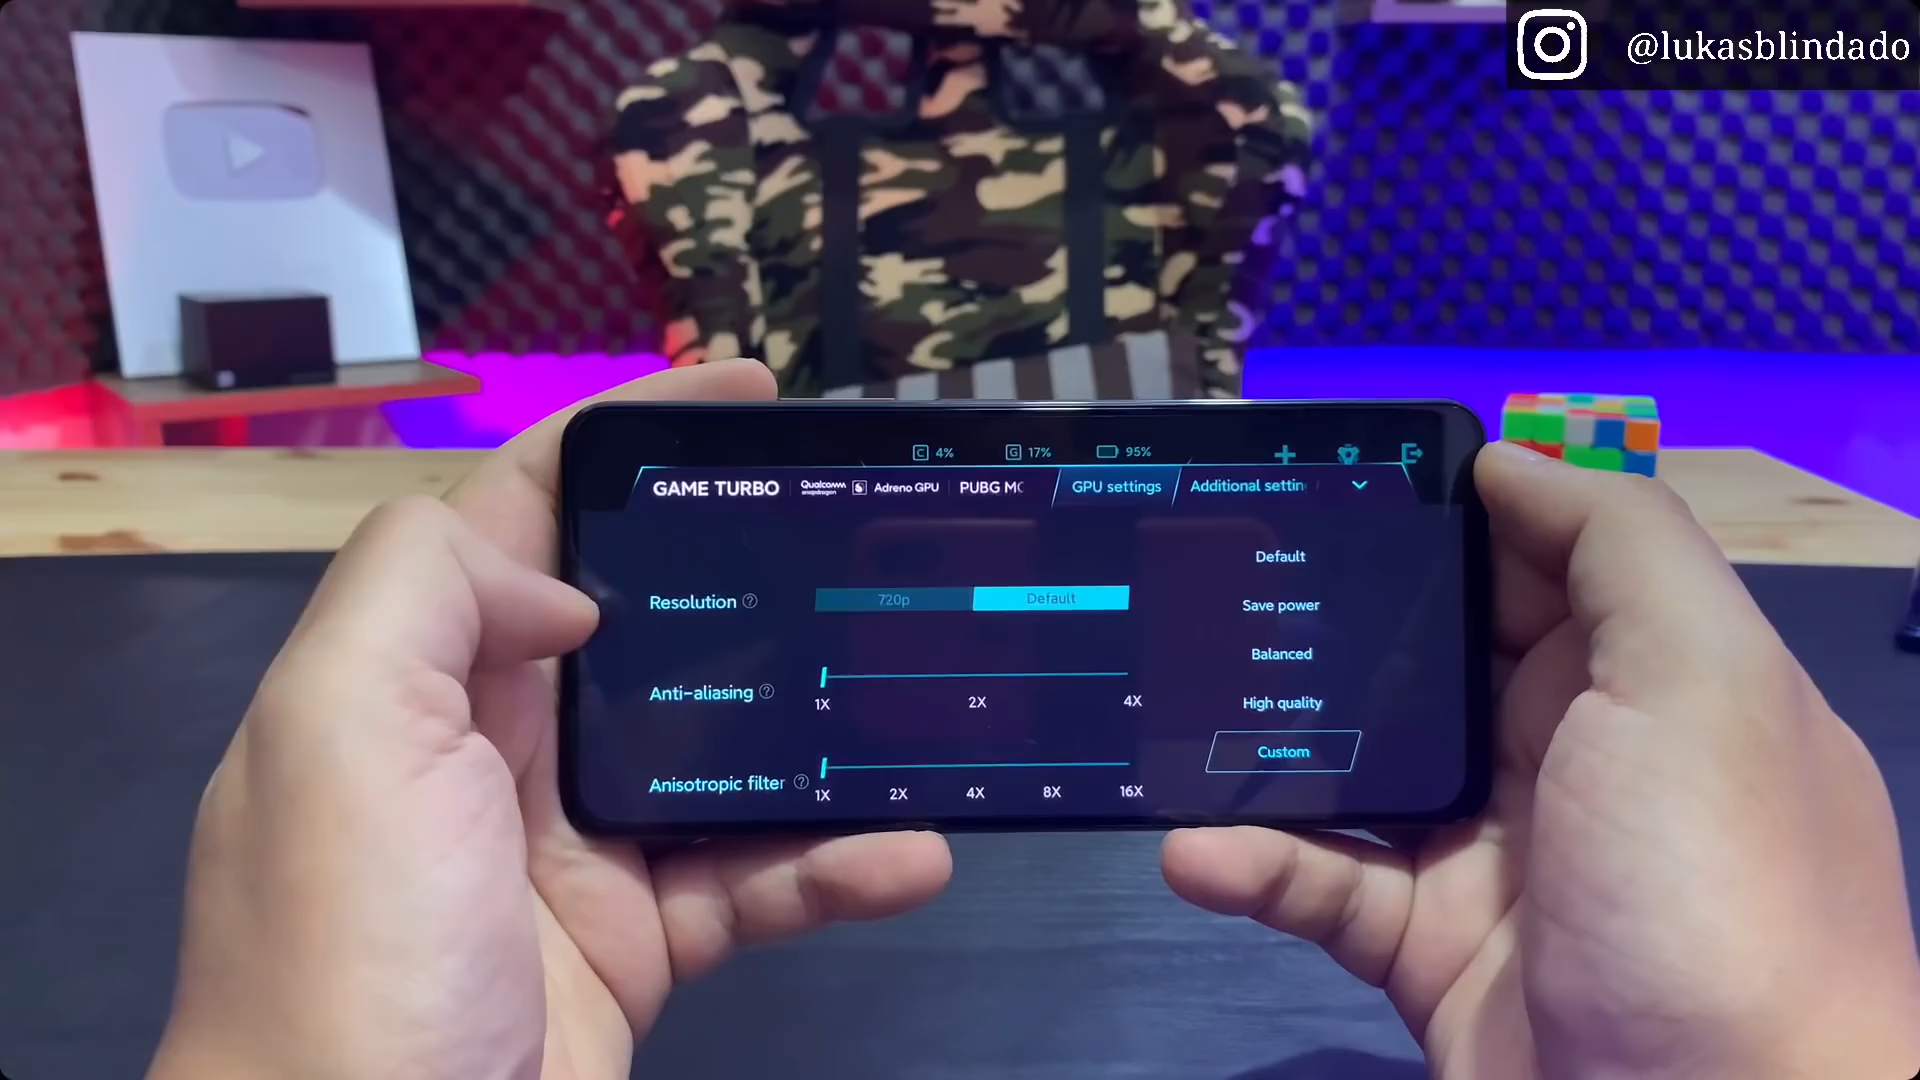 @lukasblindado
C 4%
G 17%
95%
GAME TURBO
Qualcomm
snapdragon
Adreno GPU
PUBG MO
GPU settings
Additional settin
Default
Resolution ?
720p
Default
Save power
Balanced
Anti-aliasing ?
1X 2X 4X
High quality
Custom
Anisotropic filter ?
1X 2X 4X 8X 16X